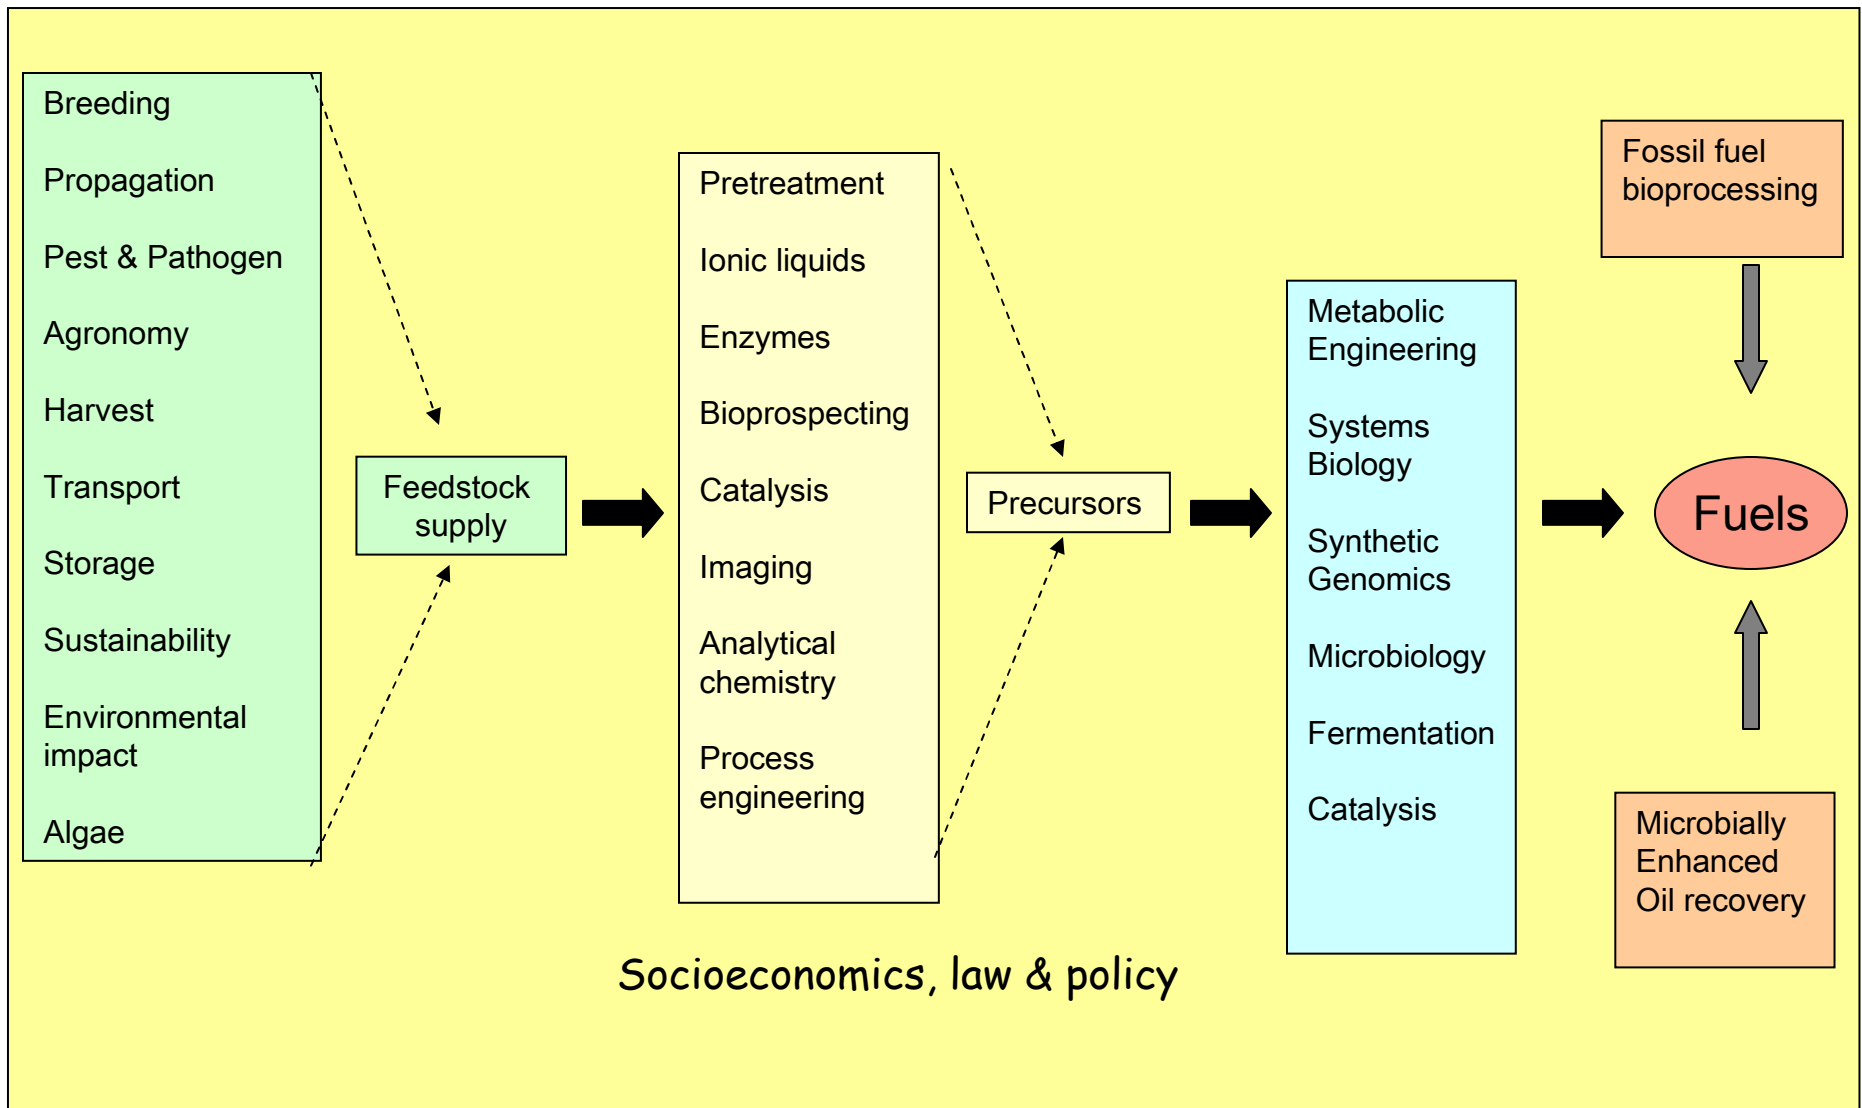 Breeding
Propagation
Pest & Pathogen
Agronomy
Harvest
Transport
Storage
Sustainability
Environmental
impact
Algae
Feedstock
supply
Pretreatment
Ionic liquids
Enzymes
Bioprospecting
Catalysis
Imaging
Analytical
chemistry
Process
engineering
Precursors
Metabolic
Engineering
Systems
Biology
Synthetic
Genomics
Microbiology
Fermentation
Catalysis
Fossil fuel
bioprocessing
Fuels
Microbially
Enhanced
Oil recovery
Socioeconomics, law & policy